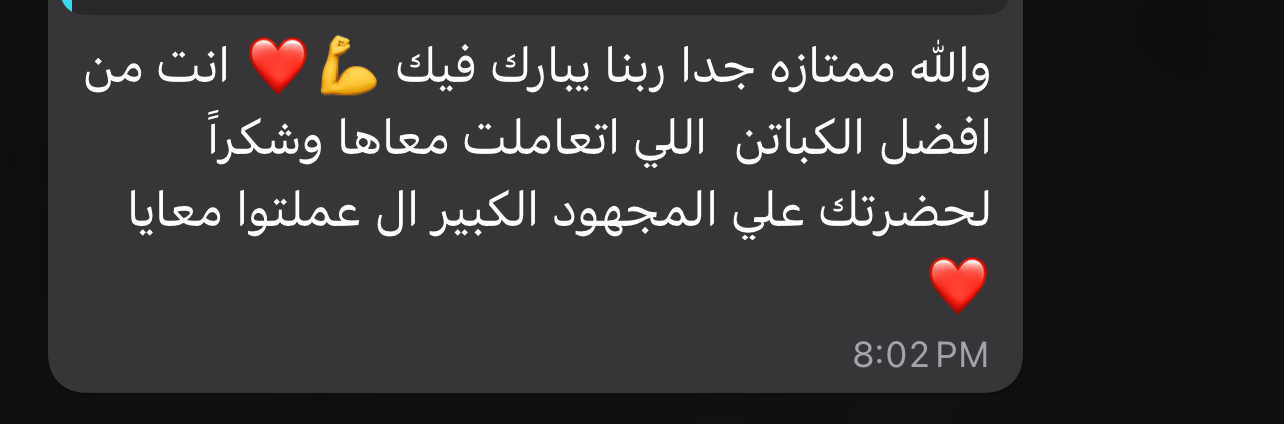 والله ممتازه جدا ربنا يبارك فيك 💪❤️ انت من
افضل الكباتن  اللي اتعاملت معاها وشكراً
لحضرتك علي المجهود الكبير ال عملتوا معايا
❤️
8:02 PM